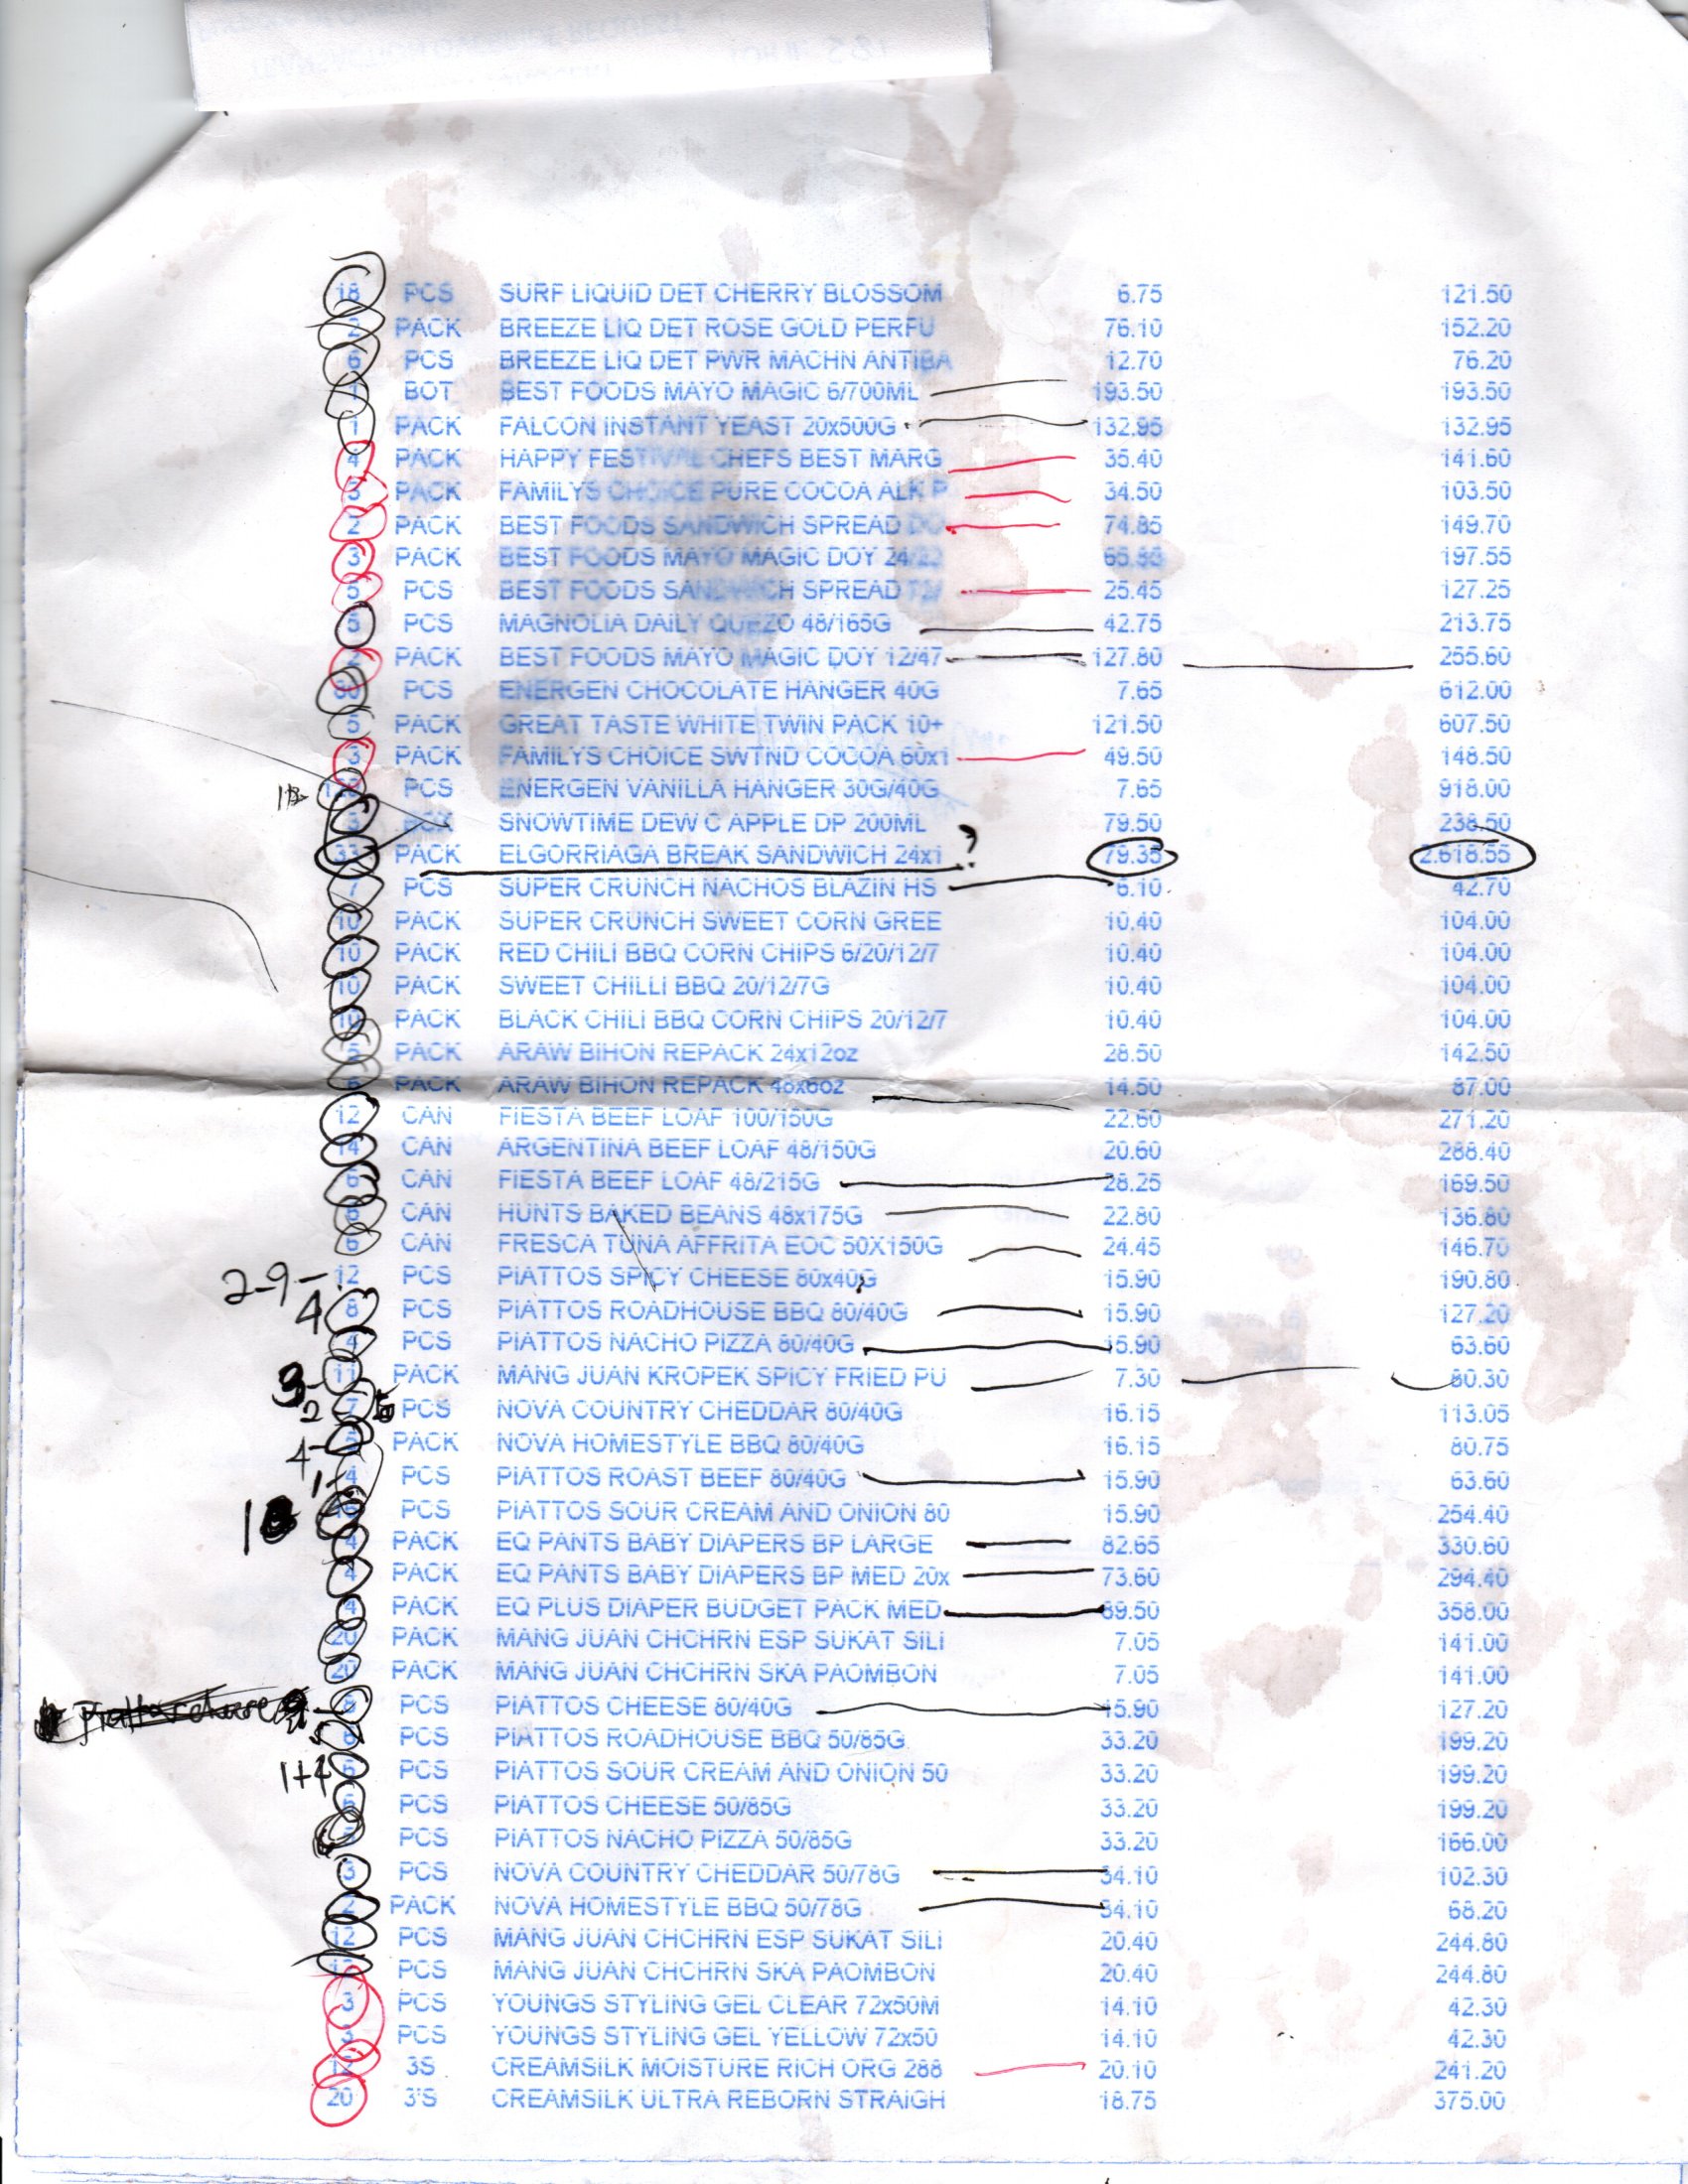 18 PCS SURF LIQUID DET CHERRY BLOSSOM 6.75 121.50
2 PACK BREEZE LIQ DET ROSE GOLD PERFU 76.10 152.20
6 PCS BREEZE LIQ DET PWR MACHN ANTIBA 12.70 76.20
1 BOT BEST FOODS MAYO MAGIC 6/700ML 193.50 193.50
1 PACK FALCON INSTANT YEAST 20x500G 132.95 132.95
4 PACK HAPPY FESTIVAL CHEFS BEST MARG 35.40 141.60
3 PACK FAMILYS CHOICE PURE COCOA ALK P 34.50 103.50
2 PACK BEST FOODS SANDWICH SPREAD DO 74.85 149.70
3 PACK BEST FOODS MAYO MAGIC DOY 24/22 65.85 197.55
5 PCS BEST FOODS SANDWICH SPREAD 25.45 127.25
5 PCS MAGNOLIA DAILY QUEZO 48/165G 42.75 213.75
2 PACK BEST FOODS MAYO MAGIC DOY 12/47 127.80 255.60
80 PCS ENERGEN CHOCOLATE HANGER 40G 7.65 612.00
5 PACK GREAT TASTE WHITE TWIN PACK 10+ 121.50 607.50
3 PACK FAMILYS CHOICE SWTND COCOA 60x1 49.50 148.50
120 PCS ENERGEN VANILLA HANGER 30G/40G 7.65 918.00
3 BOX SNOWTIME DEW C APPLE DP 200ML 79.50 238.50
33 PACK ELGORRIAGA BREAK SANDWICH 24x1 ? 79.35 2,618.55
7 PCS SUPER CRUNCH NACHOS BLAZIN HS 6.10 42.70
10 PACK SUPER CRUNCH SWEET CORN GREE 10.40 104.00
10 PACK RED CHILI BBQ CORN CHIPS 6/20/12/7 10.40 104.00
10 PACK SWEET CHILLI BBQ 20/12/7G 10.40 104.00
10 PACK BLACK CHILI BBQ CORN CHIPS 20/12/7 10.40 104.00
5 PACK ARAW BIHON REPACK 24x12oz 28.50 142.50
6 PACK ARAW BIHON REPACK 48x6oz 14.50 87.00
12 CAN FIESTA BEEF LOAF 100/150G 22.60 271.20
14 CAN ARGENTINA BEEF LOAF 48/150G 20.60 288.40
6 CAN FIESTA BEEF LOAF 48/215G 28.25 169.50
6 CAN HUNTS BAKED BEANS 48x175G 22.80 136.80
6 CAN FRESCA TUNA AFFRITA EOC 50X150G 24.45 146.70
2-9- 12 PCS PIATTOS SPICY CHEESE 80x40G 15.90 190.80
4 8 PCS PIATTOS ROADHOUSE BBQ 80/40G 15.90 127.20
4 PCS PIATTOS NACHO PIZZA 80/40G 15.90 63.60
3- 11 PACK MANG JUAN KROPEK SPICY FRIED PU 7.30 80.30
2 7 PCS NOVA COUNTRY CHEDDAR 80/40G 16.15 113.05
4- 5 PACK NOVA HOMESTYLE BBQ 80/40G 16.15 80.75
1- 4 PCS PIATTOS ROAST BEEF 80/40G 15.90 63.60
16 PCS PIATTOS SOUR CREAM AND ONION 80 15.90 254.40
4 PACK EQ PANTS BABY DIAPERS BP LARGE 82.65 330.60
4 PACK EQ PANTS BABY DIAPERS BP MED 20x 73.60 294.40
4 PACK EQ PLUS DIAPER BUDGET PACK MED 89.50 358.00
20 PACK MANG JUAN CHCHRN ESP SUKAT SILI 7.05 141.00
20 PACK MANG JUAN CHCHRN SKA PAOMBON 7.05 141.00
8 PCS PIATTOS CHEESE 80/40G 15.90 127.20
6 PCS PIATTOS ROADHOUSE BBQ 50/85G 33.20 199.20
1+4 6 PCS PIATTOS SOUR CREAM AND ONION 50 33.20 199.20
6 PCS PIATTOS CHEESE 50/85G 33.20 199.20
5 PCS PIATTOS NACHO PIZZA 50/85G 33.20 166.00
3 PCS NOVA COUNTRY CHEDDAR 50/78G 34.10 102.30
2 PACK NOVA HOMESTYLE BBQ 50/78G 34.10 68.20
12 PCS MANG JUAN CHCHRN ESP SUKAT SILI 20.40 244.80
12 PCS MANG JUAN CHCHRN SKA PAOMBON 20.40 244.80
3 PCS YOUNGS STYLING GEL CLEAR 72x50M 14.10 42.30
3 PCS YOUNGS STYLING GEL YELLOW 72x50 14.10 42.30
12 3S CREAMSILK MOISTURE RICH ORG 288 20.10 241.20
20 3'S CREAMSILK ULTRA REBORN STRAIGH 18.75 375.00